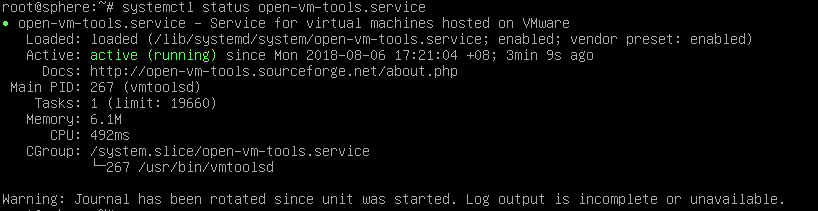 root@sphere:~# systemctl status open-vm-tools.service
● open-vm-tools.service - Service for virtual machines hosted on VMware
   Loaded: loaded (/lib/systemd/system/open-vm-tools.service; enabled; vendor preset: enabled)
   Active: active (running) since Mon 2018-08-06 17:21:04 +08; 3min 9s ago
     Docs: http://open-vm-tools.sourceforge.net/about.php
 Main PID: 267 (vmtoolsd)
    Tasks: 1 (limit: 19660)
   Memory: 6.1M
      CPU: 492ms
   CGroup: /system.slice/open-vm-tools.service
           └─267 /usr/bin/vmtoolsd

Warning: Journal has been rotated since unit was started. Log output is incomplete or unavailable.